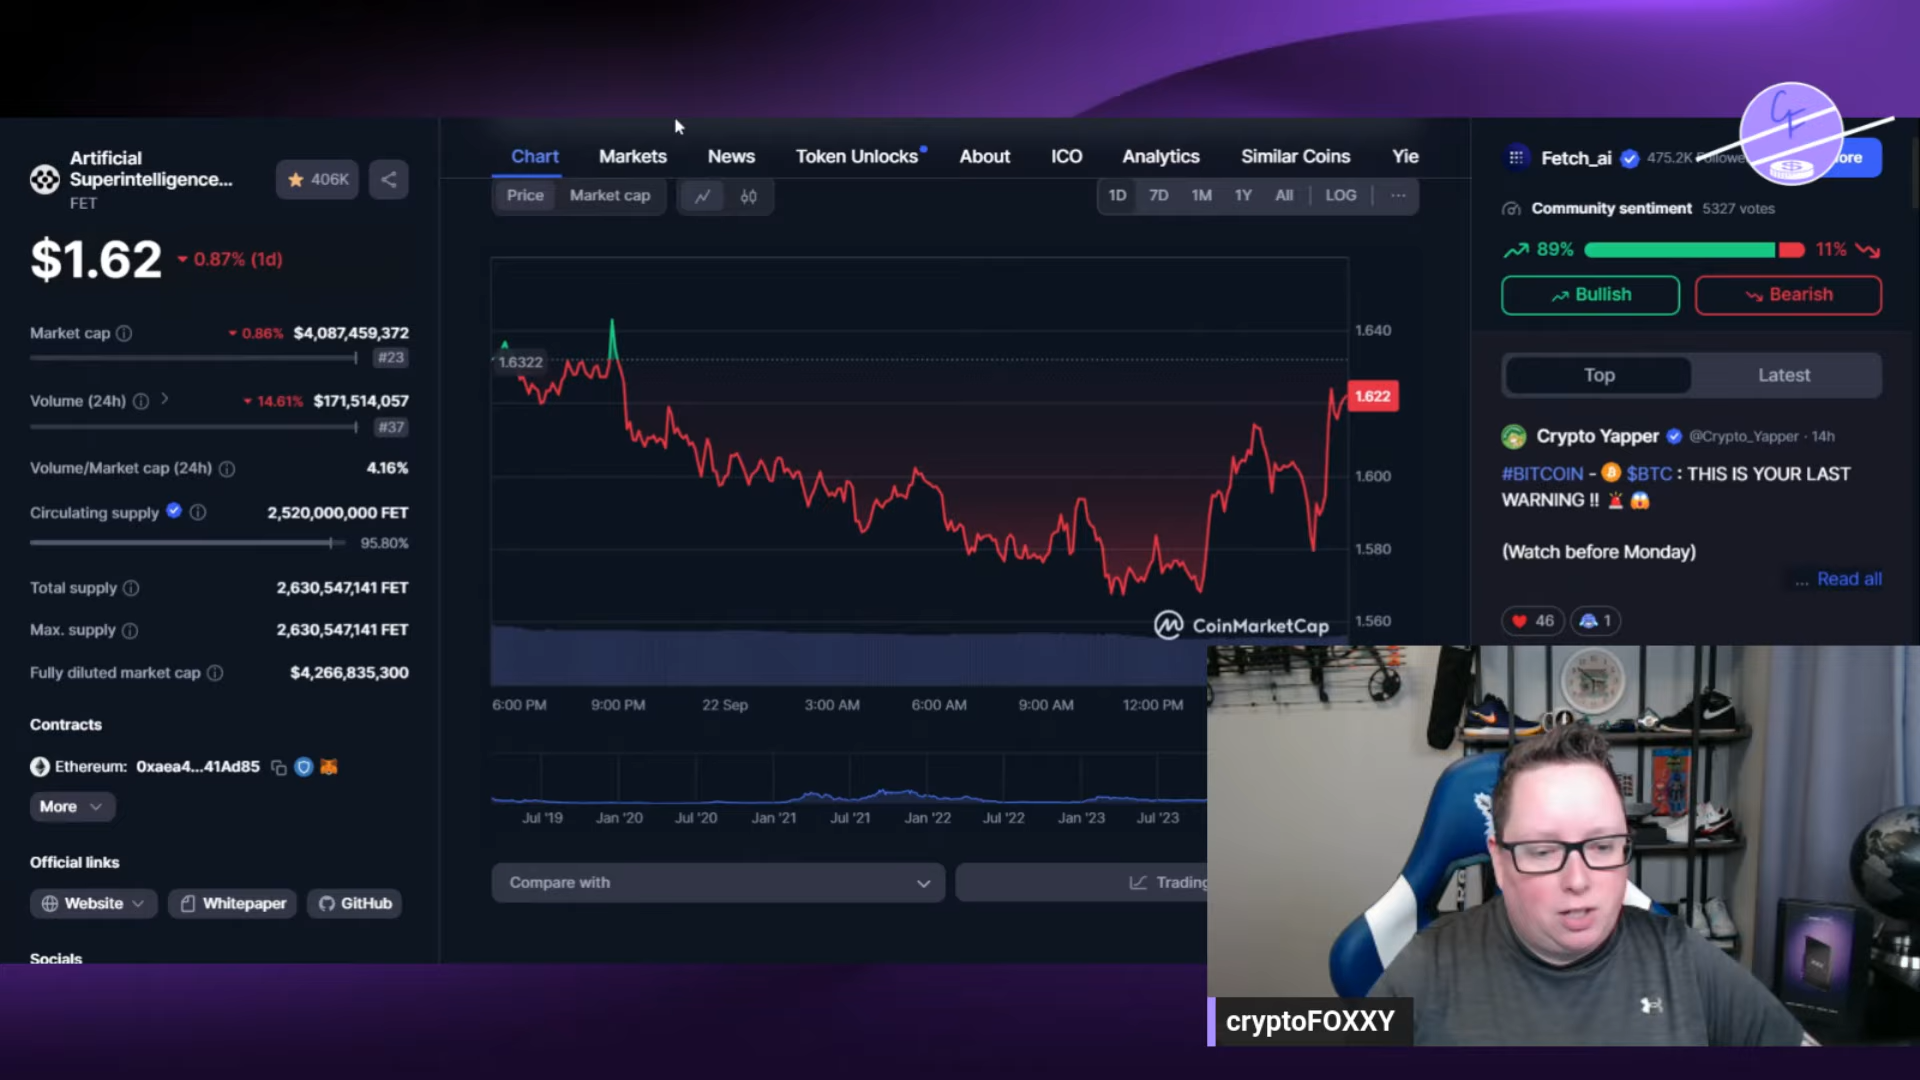 Artificial
Superintelligence...
FET
406K
$1.62
0.87% (1d)
Market cap
0.86% $4,087,459,372
#23
Volume (24h)
14.61% $171,514,057
#37
Volume/Market cap (24h)
4.16%
Circulating supply
2,520,000,000 FET
95.80%
Total supply
2,630,547,141 FET
Max. supply
2,630,547,141 FET
Fully diluted market cap
$4,266,835,300
Contracts
Ethereum: 0xaea4...41Ad85
More
Official links
Website
Whitepaper
GitHub
Socials
Chart Markets News Token Unlocks About ICO Analytics Similar Coins Yie
Price Market cap
1D 7D 1M 1Y All LOG ...
1.6322
1.640
1.622
1.600
1.580
1.560
CoinMarketCap
6:00 PM 9:00 PM 22 Sep 3:00 AM 6:00 AM 9:00 AM 12:00 PM
Jul '19 Jan '20 Jul '20 Jan '21 Jul '21 Jan '22 Jul '22 Jan '23 Jul '23
Compare with
Trading
Fetch_ai 475.2K Followe
ore
CF
Community sentiment 5327 votes
89% 11%
Bullish Bearish
Top Latest
Crypto Yapper @Crypto_Yapper · 14h
#BITCOIN - $BTC : THIS IS YOUR LAST
WARNING !!
(Watch before Monday)
... Read all
46 1
cryptoFOXXY